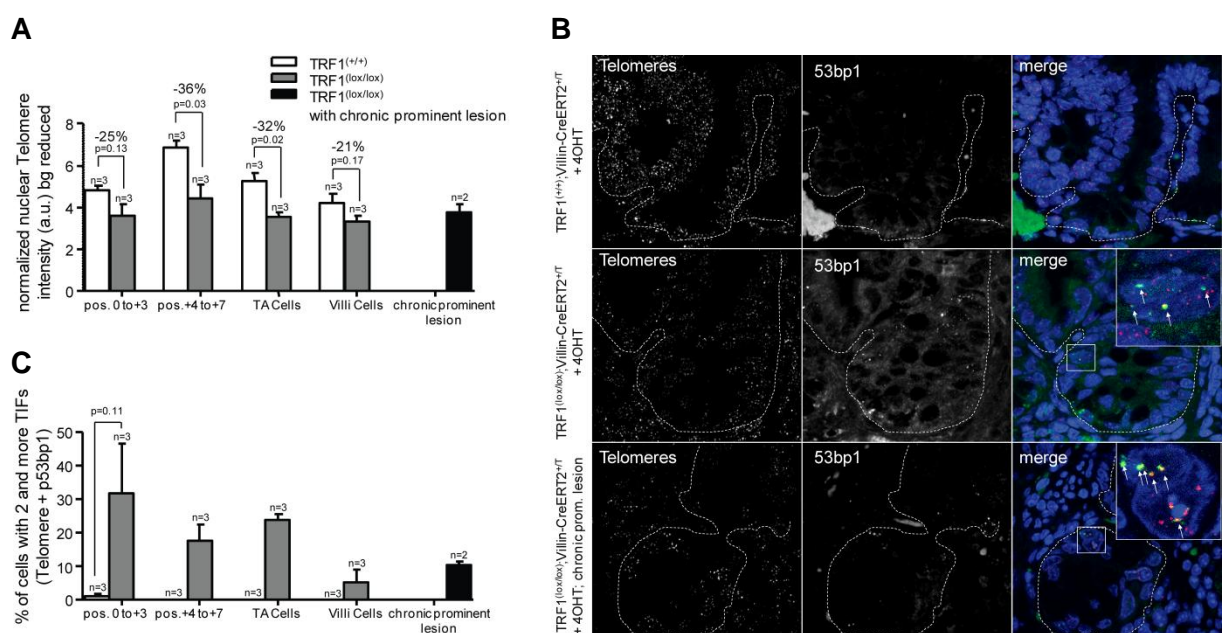 A
TRF1(+/+)
TRF1(lox/lox)
TRF1(lox/lox)
with chronic prominent lesion
normalized nuclear Telomere
intensity (a.u.) bg reduced
8
6
4
2
0
-25%
p=0.13
n=3
n=3
-36%
p=0.03
n=3
n=3
-32%
p=0.02
n=3
n=3
-21%
p=0.17
n=3
n=3
n=2
pos. 0 to+3
pos.+4 to+7
TA Cells
Villi Cells
chronic prominent
lesion
C
% of cells with 2 and more TIFs
(Telomere + p53bp1)
50
40
30
20
10
0
p=0.11
n=3
n=3
n=3
n=3
n=3
n=3
n=3
n=3
n=2
pos. 0 to+3
pos.+4 to+7
TA Cells
Villi Cells
chronic prominent
lesion
B
TRF1(+/+);Villin-CreERT2+/T
+ 4OHT
Telomeres
53bp1
merge
TRF1(lox/lox);Villin-CreERT2+/T
+ 4OHT
Telomeres
53bp1
merge
TRF1(lox/lox);Villin-CreERT2+/T
+ 4OHT; chronic prom. lesion
Telomeres
53bp1
merge